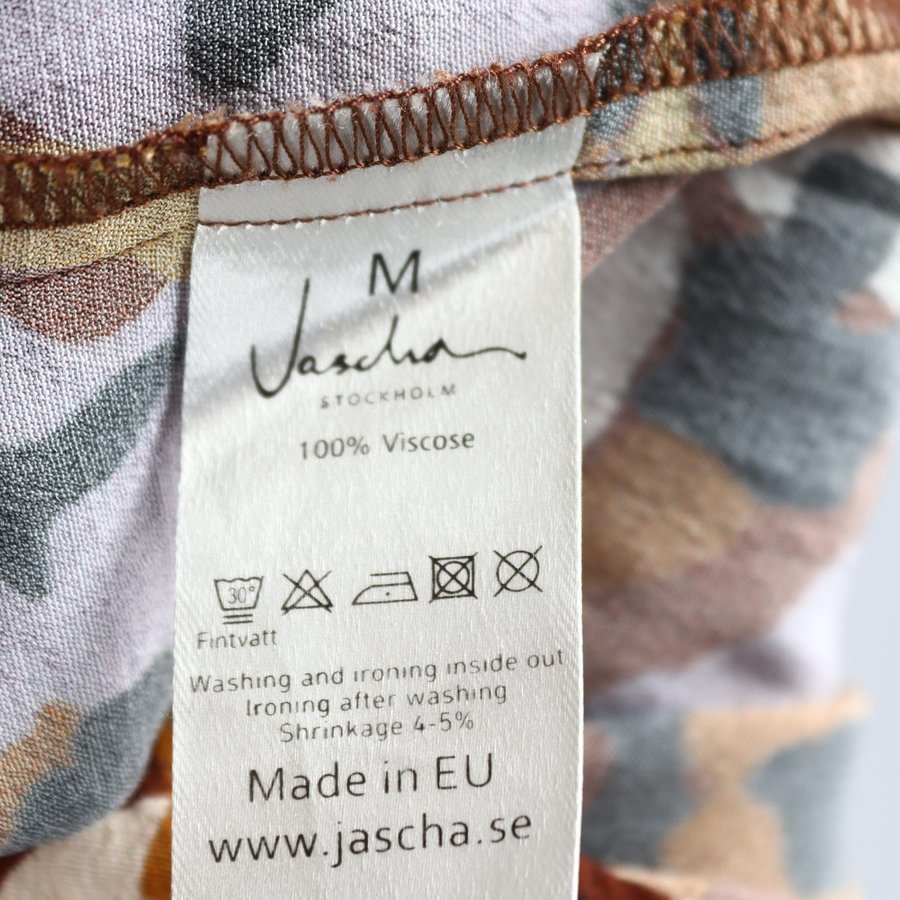 M
Jascha
STOCKHOLM
100% Viscose
30°
Fintvatt
Washing and ironing inside out
Ironing after washing
Shrinkage 4-5%
Made in EU
www.jascha.se